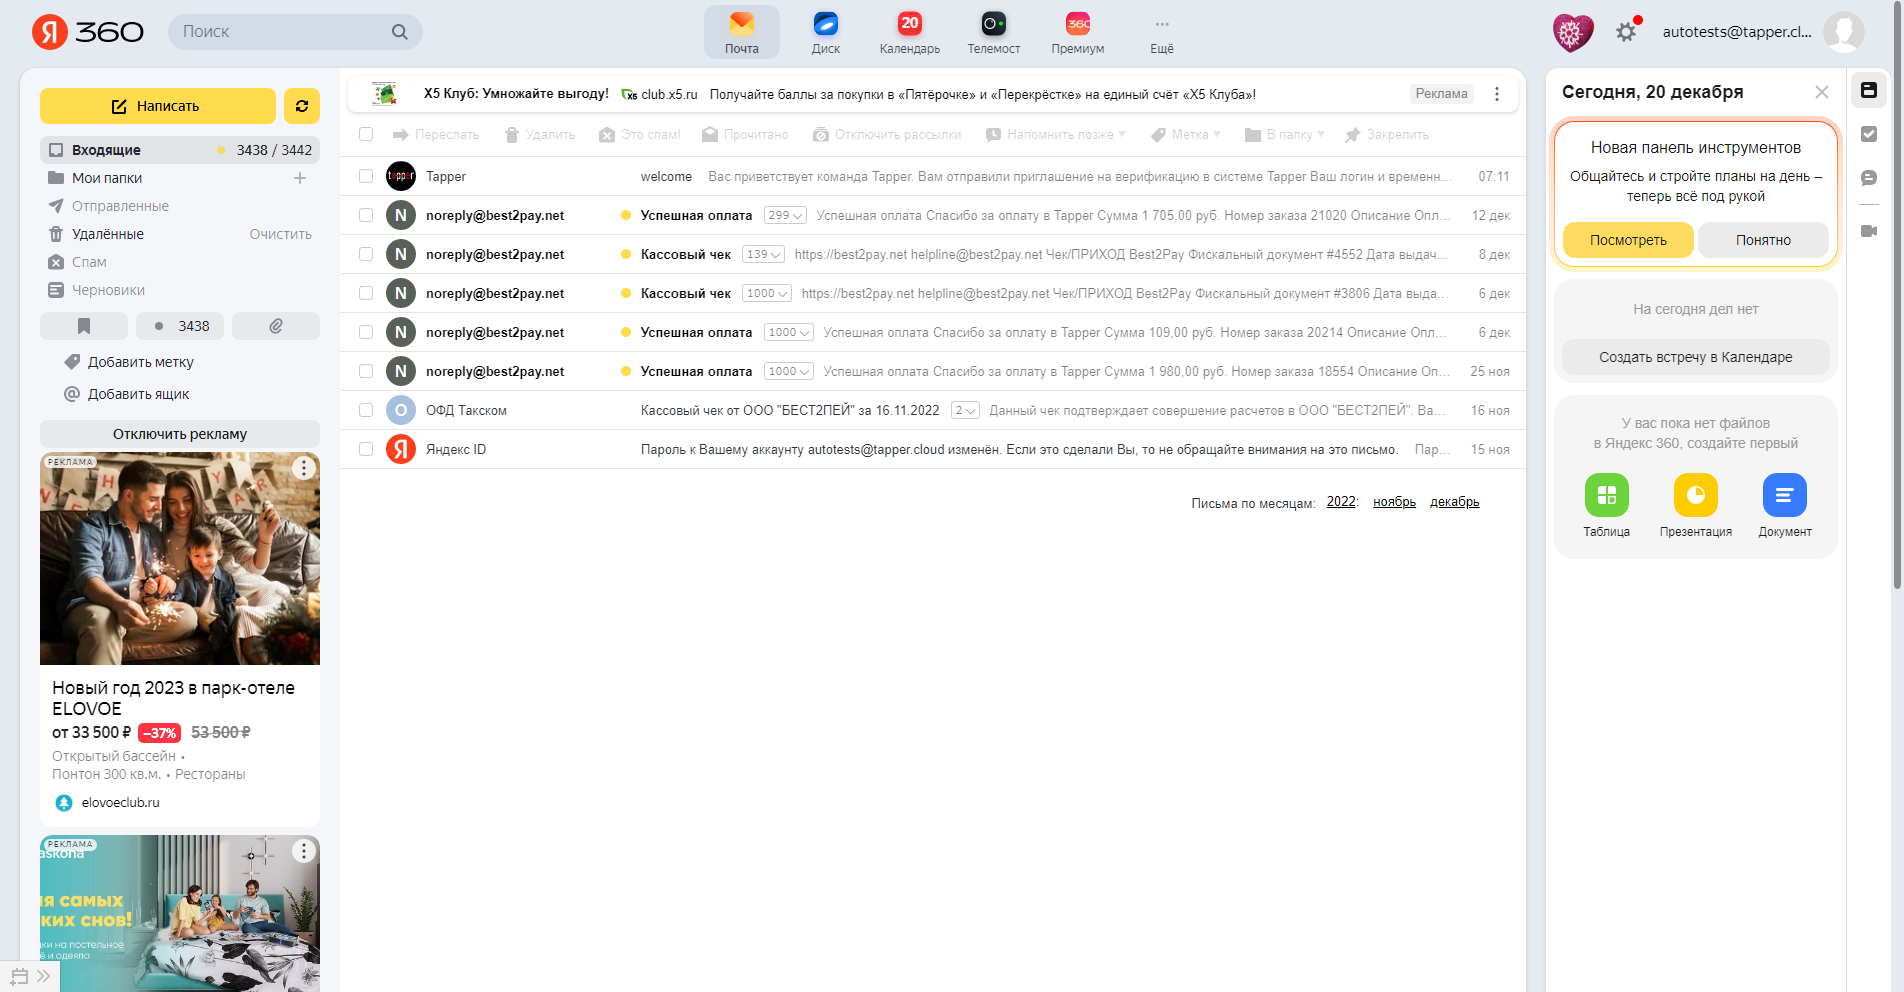 Я 360
Поиск
Почта
Диск
20
Календарь
Телемост
360
Премиум
Ещё
autotests@tapper.cl...
Написать
Входящие 3438 / 3442
Мои папки
Отправленные
Удалённые Очистить
Спам
Черновики
3438
Добавить метку
Добавить ящик
Отключить рекламу
РЕКЛАМА
Новый год 2023 в парк-отеле
ELOVOE
от 33 500 ₽ –37% 53 500 ₽
Открытый бассейн •
Понтон 300 кв.м. • Рестораны
elovoeclub.ru
РЕКЛАМА
askona
я самых
ких снов!
ки на постельное
ё и одеяла
Х5 Клуб: Умножайте выгоду! X5 club.x5.ru Получайте баллы за покупки в «Пятёрочке» и «Перекрёстке» на единый счёт «Х5 Клуба»! Реклама
Переслать Удалить Это спам! Прочитано Отключить рассылки Напомнить позже Метка В папку Закрепить
tapper Tapper welcome Вас приветствует команда Tapper. Вам отправили приглашение на верификацию в системе Tapper Ваш логин и временн... 07:11
N noreply@best2pay.net Успешная оплата 299 Успешная оплата Спасибо за оплату в Tapper Сумма 1 705,00 руб. Номер заказа 21020 Описание Опл... 12 дек
N noreply@best2pay.net Кассовый чек 139 https://best2pay.net helpline@best2pay.net Чек/ПРИХОД Best2Pay Фискальный документ #4552 Дата выдач... 8 дек
N noreply@best2pay.net Кассовый чек 1000 https://best2pay.net helpline@best2pay.net Чек/ПРИХОД Best2Pay Фискальный документ #3806 Дата выда... 6 дек
N noreply@best2pay.net Успешная оплата 1000 Успешная оплата Спасибо за оплату в Tapper Сумма 109,00 руб. Номер заказа 20214 Описание Опл... 6 дек
N noreply@best2pay.net Успешная оплата 1000 Успешная оплата Спасибо за оплату в Tapper Сумма 1 980,00 руб. Номер заказа 18554 Описание Оп... 25 ноя
О ОФД Такском Кассовый чек от ООО "БЕСТ2ПЕЙ" за 16.11.2022 2 Данный чек подтверждает совершение расчетов в ООО "БЕСТ2ПЕЙ". Ва... 16 ноя
Я Яндекс ID Пароль к Вашему аккаунту autotests@tapper.cloud изменён. Если это сделали Вы, то не обращайте внимания на это письмо. Пар... 15 ноя
Письма по месяцам: 2022: ноябрь декабрь
Сегодня, 20 декабря
Новая панель инструментов
Общайтесь и стройте планы на день –
теперь всё под рукой
Посмотреть Понятно
На сегодня дел нет
Создать встречу в Календаре
У вас пока нет файлов
в Яндекс 360, создайте первый
Таблица Презентация Документ